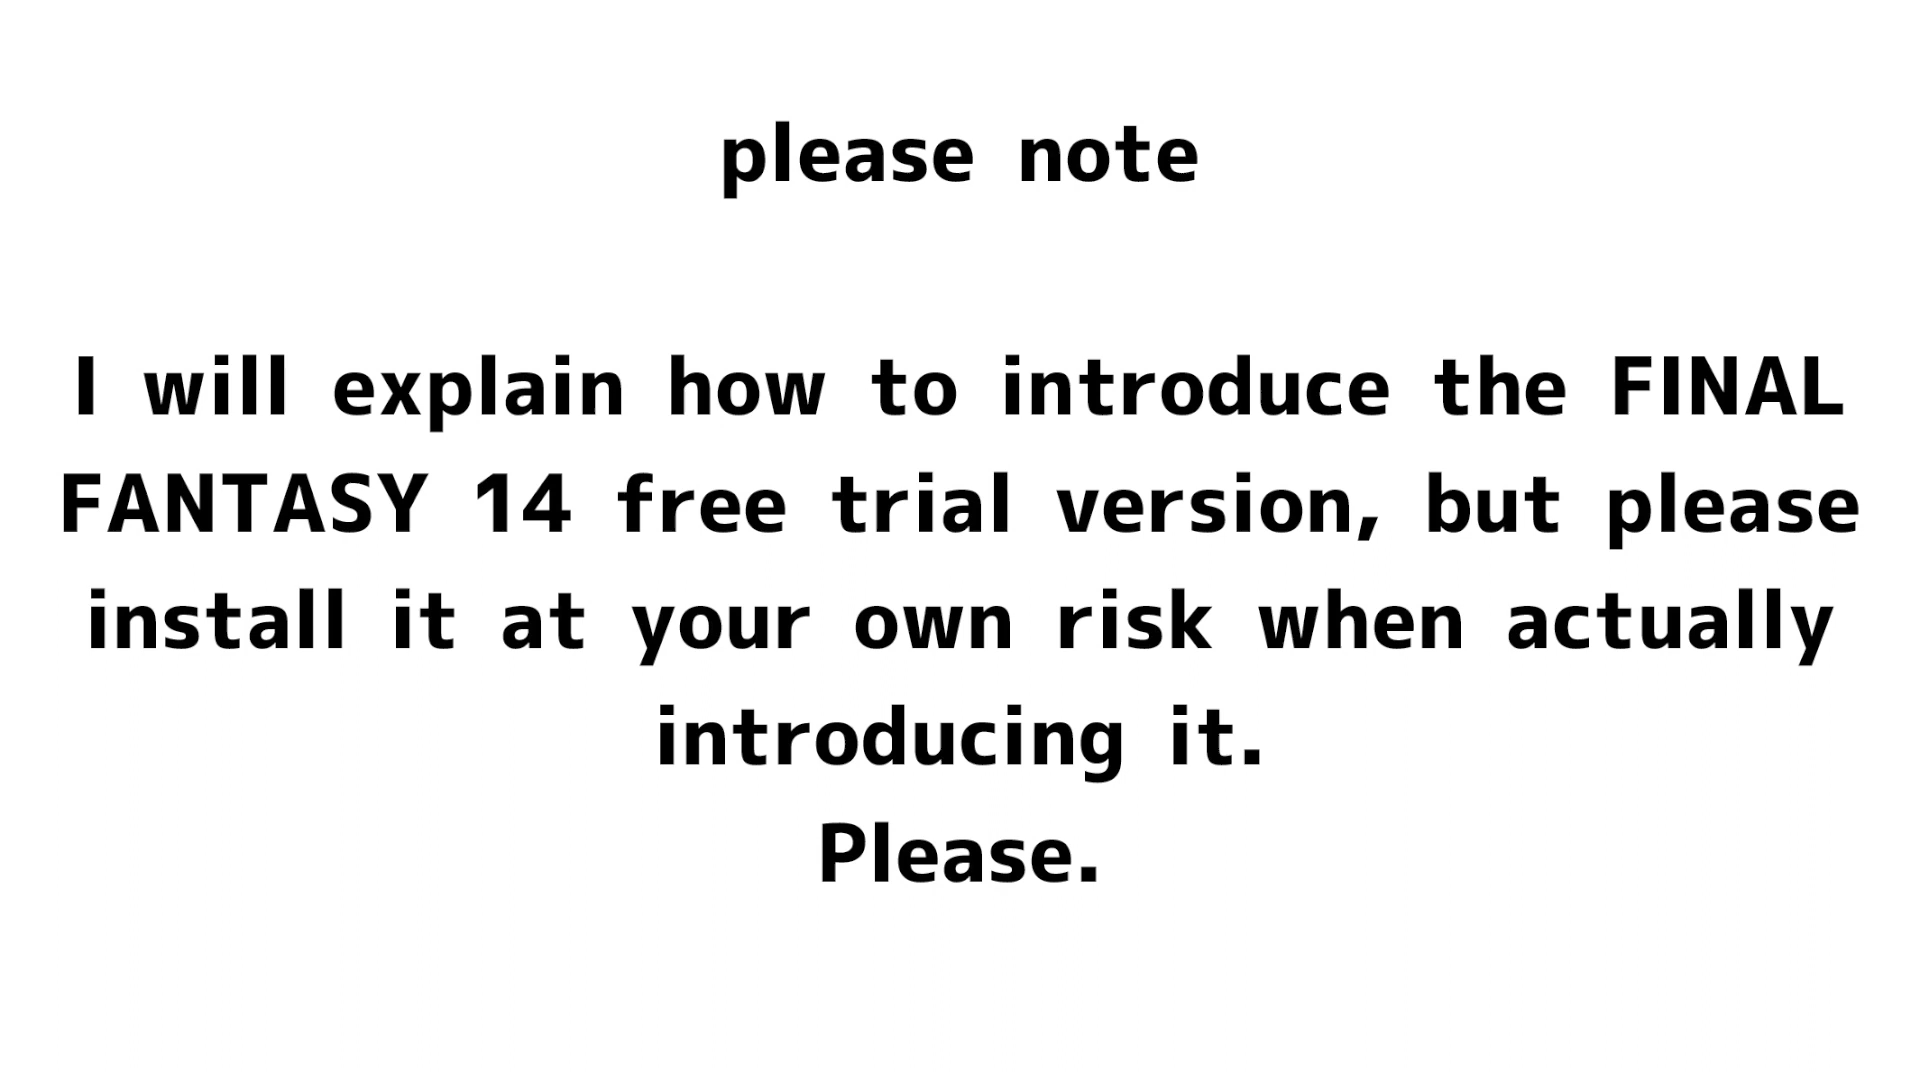 please note
I will explain how to introduce the FINAL
FANTASY 14 free trial version, but please
install it at your own risk when actually
introducing it.
Please.